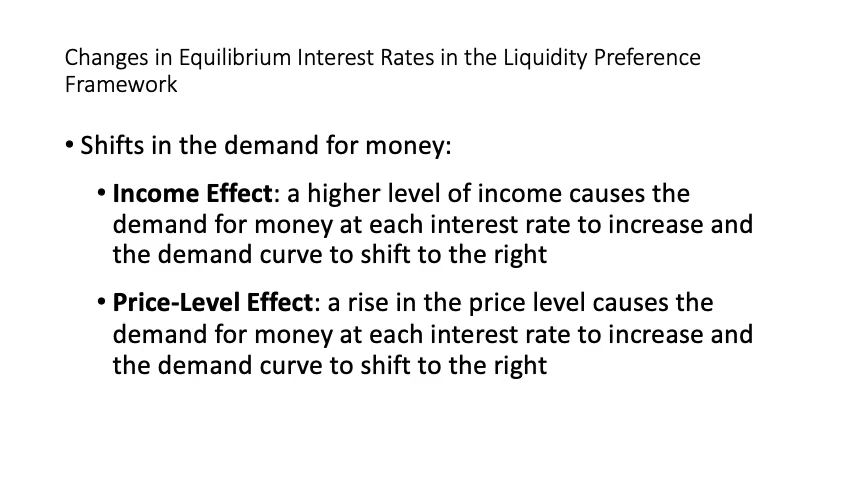 Changes in Equilibrium Interest Rates in the Liquidity Preference
Framework
• Shifts in the demand for money:
• Income Effect: a higher level of income causes the
demand for money at each interest rate to increase and
the demand curve to shift to the right
• Price-Level Effect: a rise in the price level causes the
demand for money at each interest rate to increase and
the demand curve to shift to the right